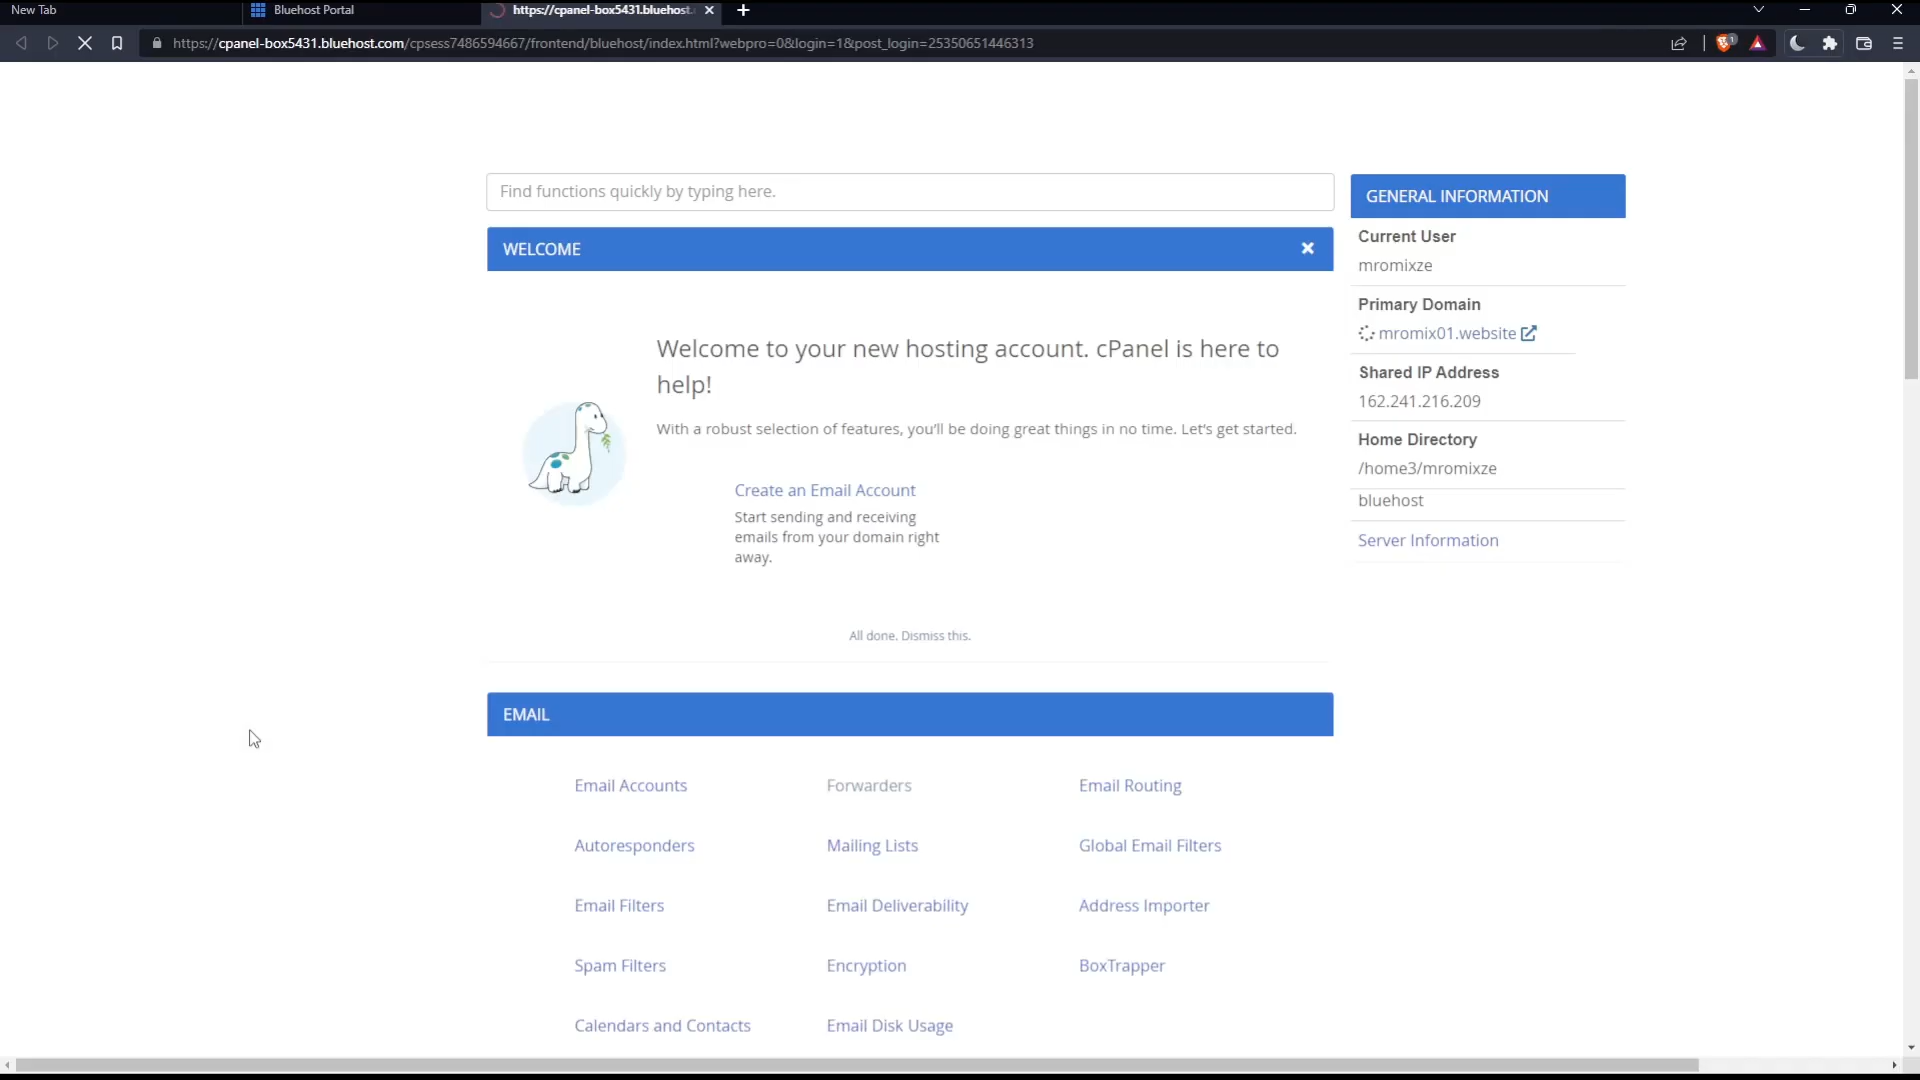 New Tab
Bluehost Portal
https://cpanel-box5431.bluehost.
https://cpanel-box5431.bluehost.com/cpsess7486594667/frontend/bluehost/index.html?webpro=0&login=1&post_login=25350651446313
1
Find functions quickly by typing here.
WELCOME
Welcome to your new hosting account. cPanel is here to
help!
With a robust selection of features, you'll be doing great things in no time. Let's get started.
Create an Email Account
Start sending and receiving
emails from your domain right
away.
All done. Dismiss this.
EMAIL
Email Accounts
Forwarders
Email Routing
Autoresponders
Mailing Lists
Global Email Filters
Email Filters
Email Deliverability
Address Importer
Spam Filters
Encryption
BoxTrapper
Calendars and Contacts
Email Disk Usage
GENERAL INFORMATION
Current User
mromixze
Primary Domain
mromix01.website
Shared IP Address
162.241.216.209
Home Directory
/home3/mromixze
bluehost
Server Information